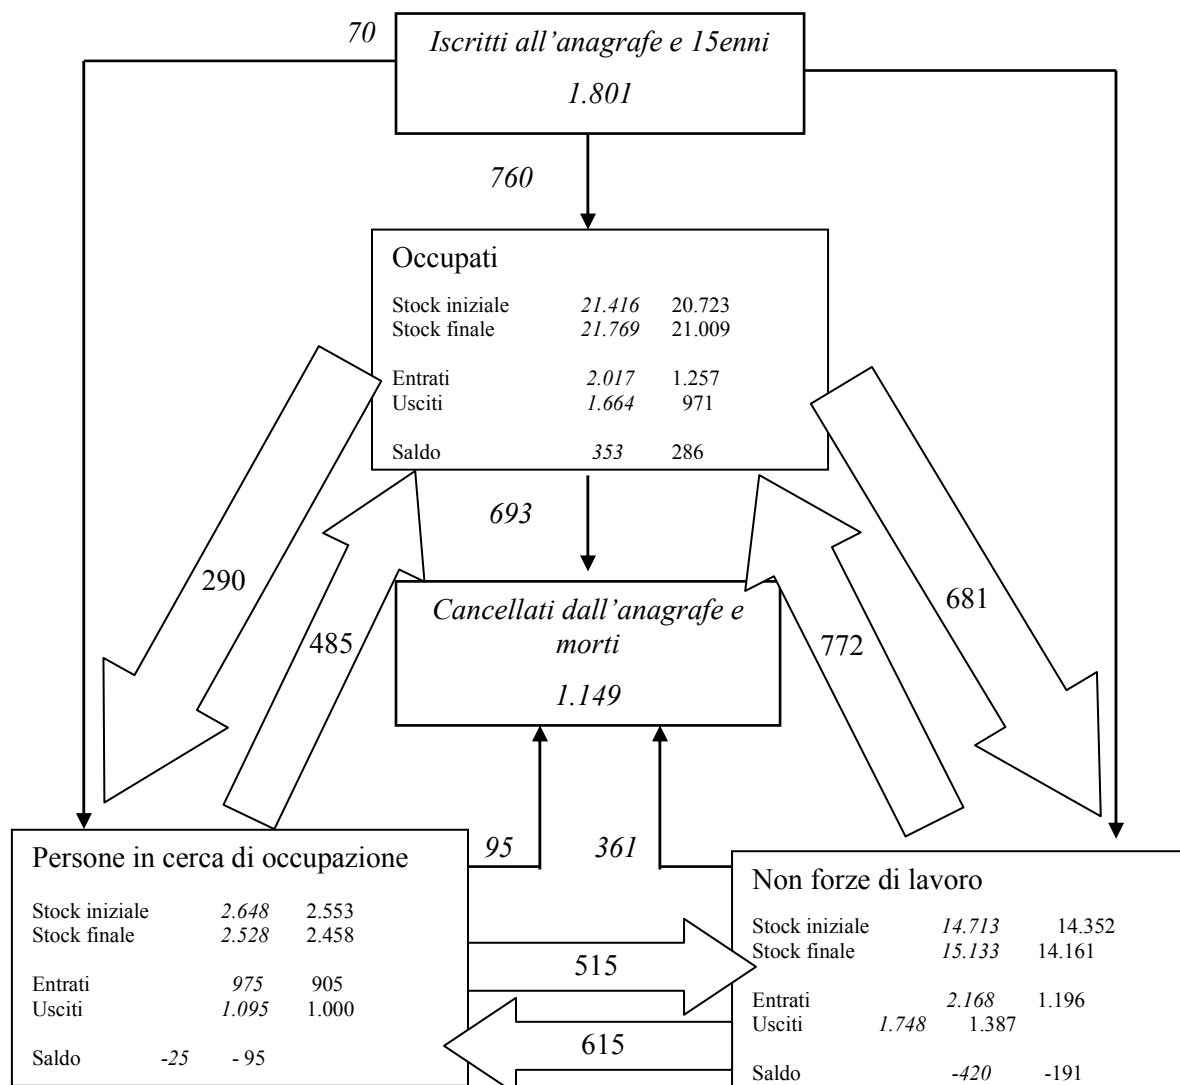 70
Iscritti all'anagrafe e 15enni
1.801
760
Occupati
Stock iniziale 21.416 20.723
Stock finale 21.769 21.009
Entrati 2.017 1.257
Usciti 1.664 971
Saldo 353 286
693
290
485
Cancellati dall'anagrafe e
morti
1.149
772
681
95
361
Persone in cerca di occupazione
Stock iniziale 2.648 2.553
Stock finale 2.528 2.458
Entrati 975 905
Usciti 1.095 1.000
Saldo -25 - 95
515
615
Non forze di lavoro
Stock iniziale 14.713 14.352
Stock finale 15.133 14.161
Entrati 2.168 1.196
Usciti 1.748 1.387
Saldo -420 -191